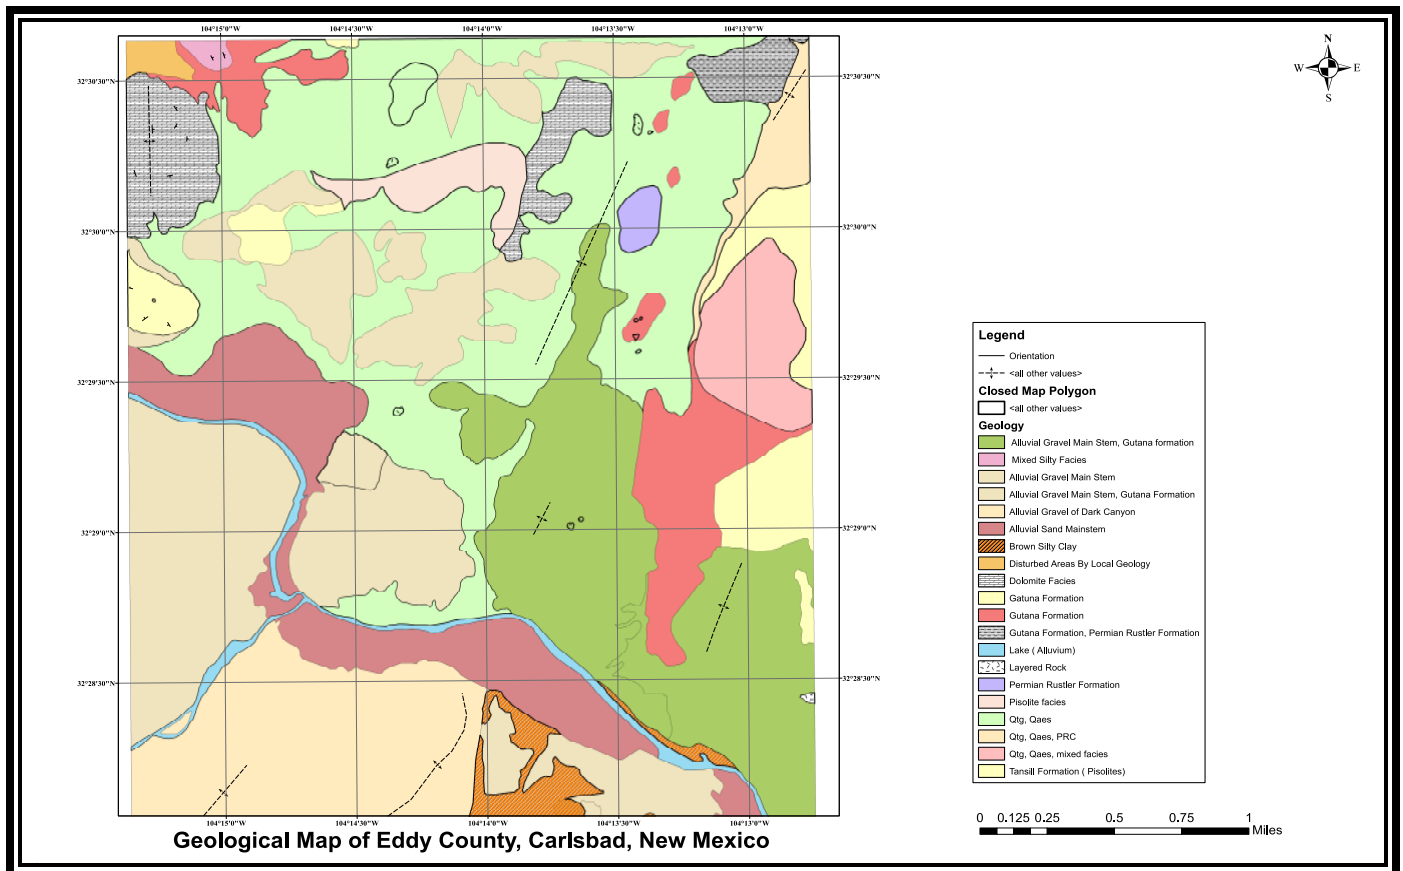 104°15'0"W 104°14'30"W 104°14'0"W 104°13'30"W 104°13'0"W
N
W E
S
32°30'30"N 32°30'30"N
32°30'0"N 32°30'0"N
32°29'30"N 32°29'30"N
32°29'0"N 32°29'0"N
32°28'30"N 32°28'30"N
104°15'0"W 104°14'30"W 104°14'0"W 104°13'30"W 104°13'0"W
Geological Map of Eddy County, Carlsbad, New Mexico
Legend
Orientation
<all other values>
Closed Map Polygon
<all other values>
Geology
Alluvial Gravel Main Stem, Gutana formation
Mixed Silty Facies
Alluvial Gravel Main Stem
Alluvial Gravel Main Stem, Gutana Formation
Alluvial Gravel of Dark Canyon
Alluvial Sand Mainstem
Brown Silty Clay
Disturbed Areas By Local Geology
Dolomite Facies
Gatuna Formation
Gutana Formation
Gutana Formation, Permian Rustler Formation
Lake ( Alluvium)
Layered Rock
Permian Rustler Formation
Pisolite facies
Qtg, Qaes
Qtg, Qaes, PRC
Qtg, Qaes, mixed facies
Tansill Formation ( Pisolites)
0 0.125 0.25 0.5 0.75 1
Miles